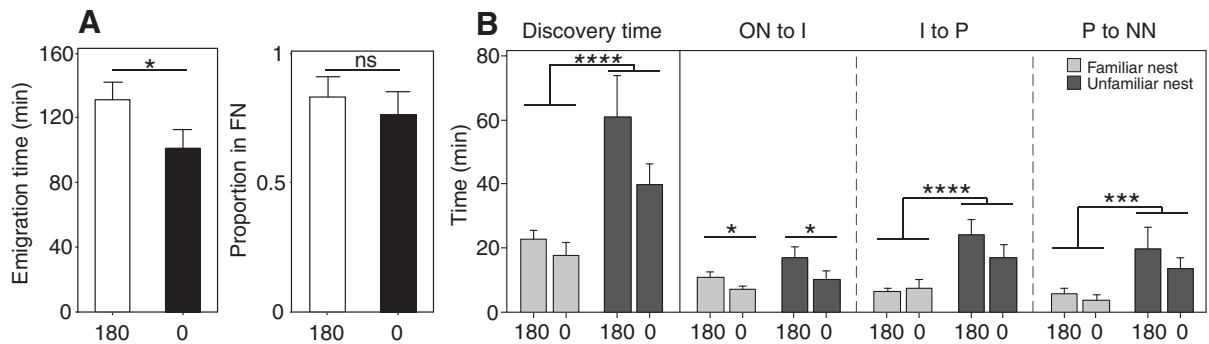 A
B
Discovery time
ON to I
I to P
P to NN
Emigration time (min)
160
120
80
40
0
*
180 0
Proportion in FN
1
0.5
0
ns
180 0
Time (min)
80
60
40
20
0
****
*
*
****
***
Familiar nest
Unfamiliar nest
180 0 180 0 180 0 180 0 180 0 180 0 180 0 180 0